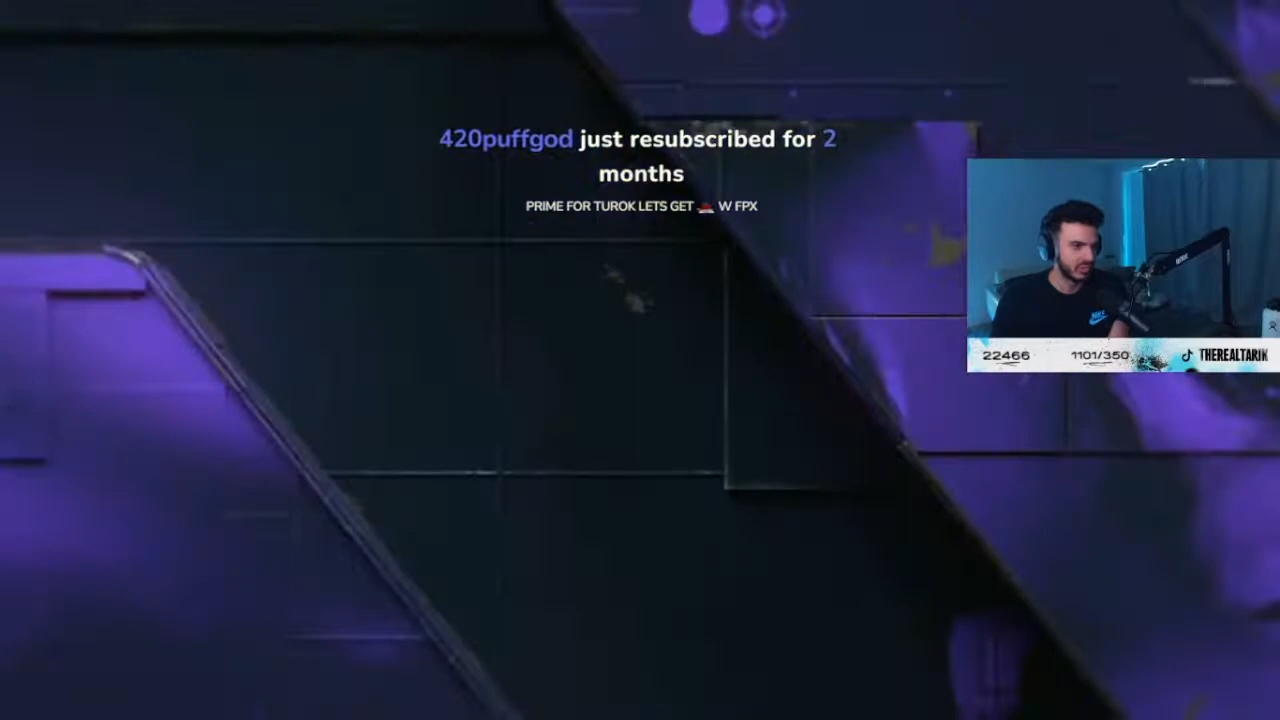 420puffgod just resubscribed for 2
months
PRIME FOR TUROK LETS GET W FPX
22466 1101/350 THEREALTARIK